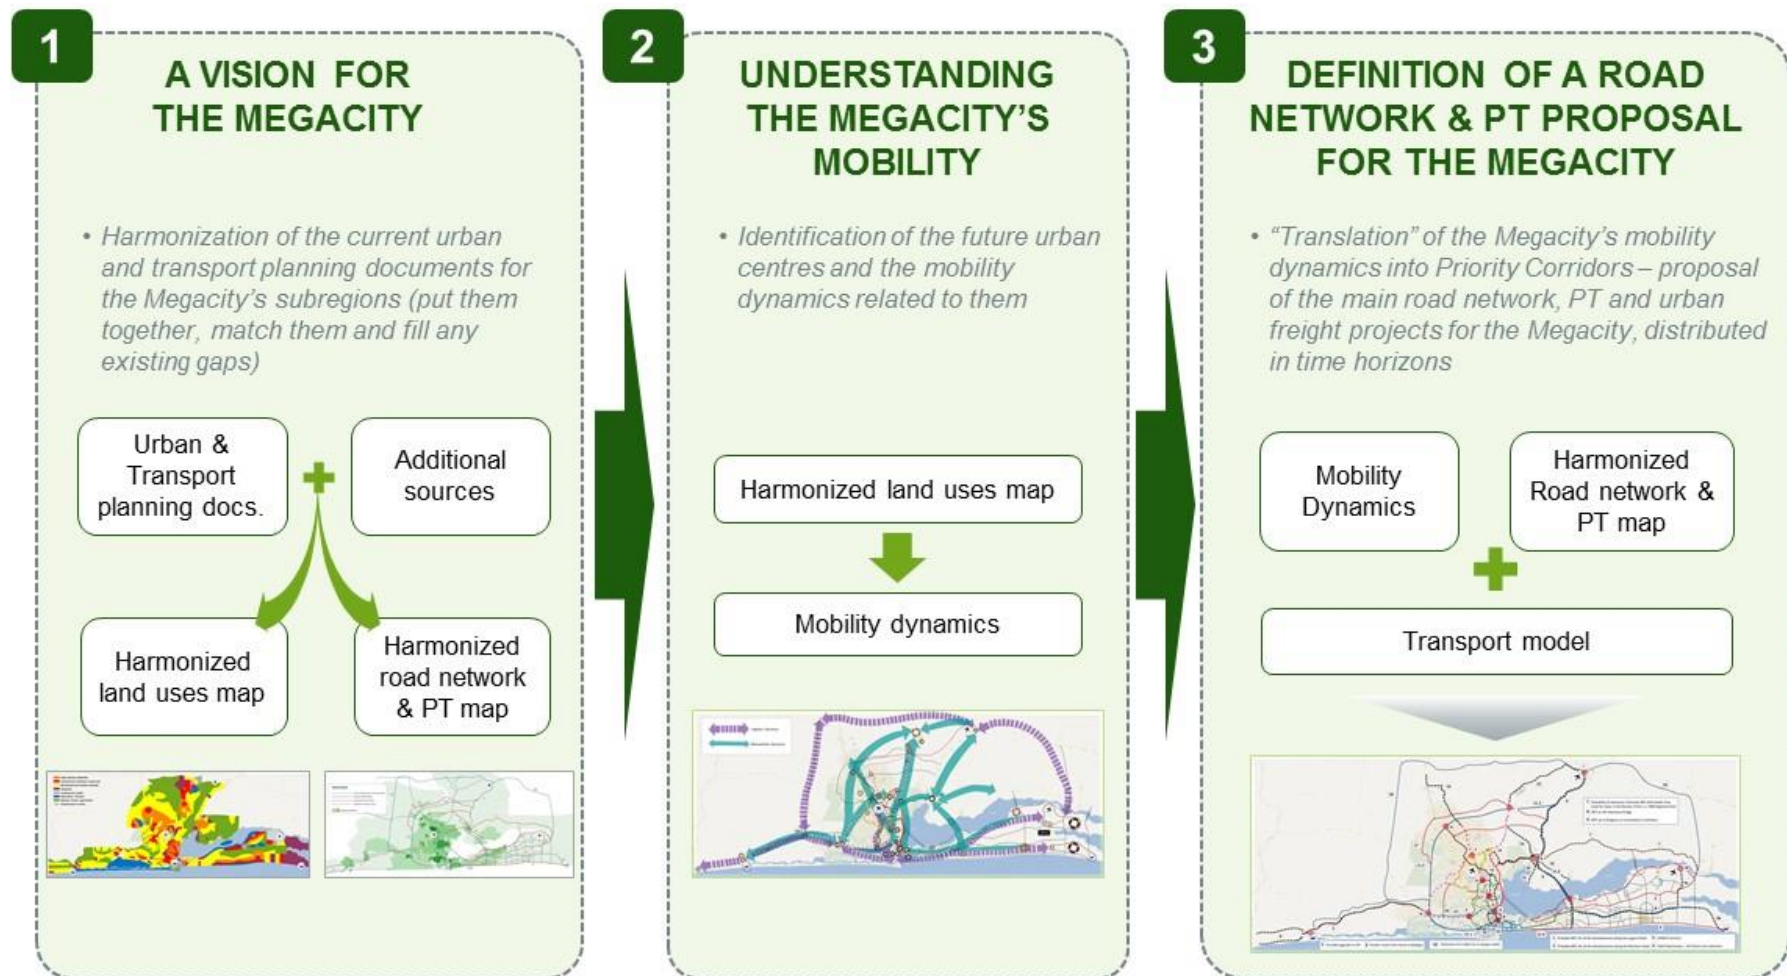 1
A VISION FOR
THE MEGACITY
• Harmonization of the current urban
and transport planning documents for
the Megacity's subregions (put them
together, match them and fill any
existing gaps)
Urban &
Transport
planning docs.
Additional
sources
Harmonized
land uses map
Harmonized
road network
& PT map
2
UNDERSTANDING
THE MEGACITY'S
MOBILITY
• Identification of the future urban
centres and the mobility
dynamics related to them
Harmonized land uses map
Mobility dynamics
3
DEFINITION OF A ROAD
NETWORK & PT PROPOSAL
FOR THE MEGACITY
• “Translation” of the Megacity's mobility
dynamics into Priority Corridors – proposal
of the main road network, PT and urban
freight projects for the Megacity, distributed
in time horizons
Mobility
Dynamics
Harmonized
Road network &
PT map
Transport model